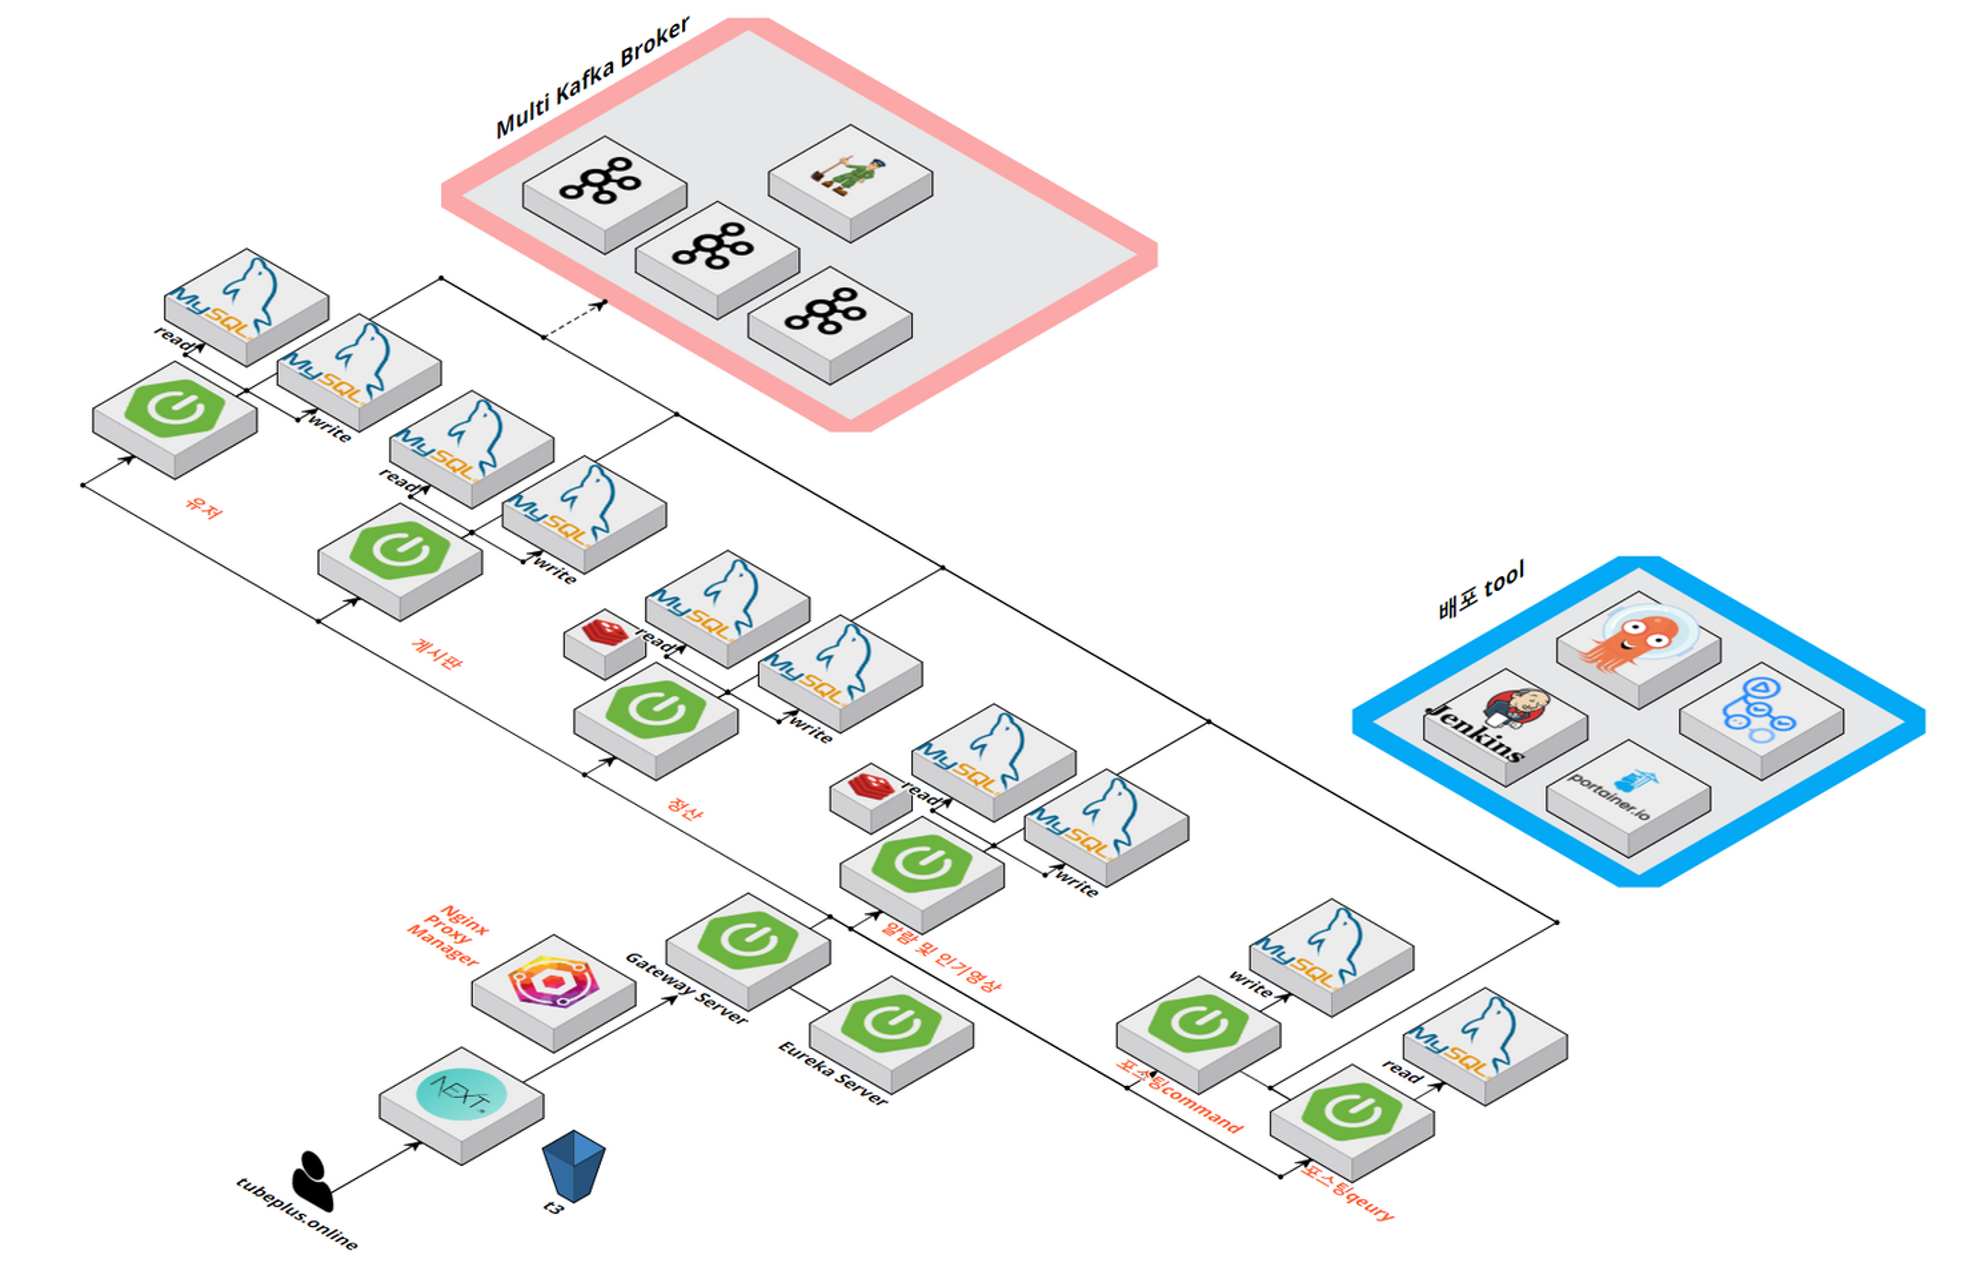 Multi Kafka Broker
MySQL
read
MySQL
write
유저
MySQL
read
MySQL
write
게시판
MySQL
read
MySQL
write
정산
MySQL
read
MySQL
write
알람 및 인기영상
배포 tool
Jenkins
portainer.io
Nginx
Proxy
Manager
Gateway Server
Eureka Server
MySQL
write
포스팅command
MySQL
read
포스팅qeury
NEXT.
tubeplus.online
t3